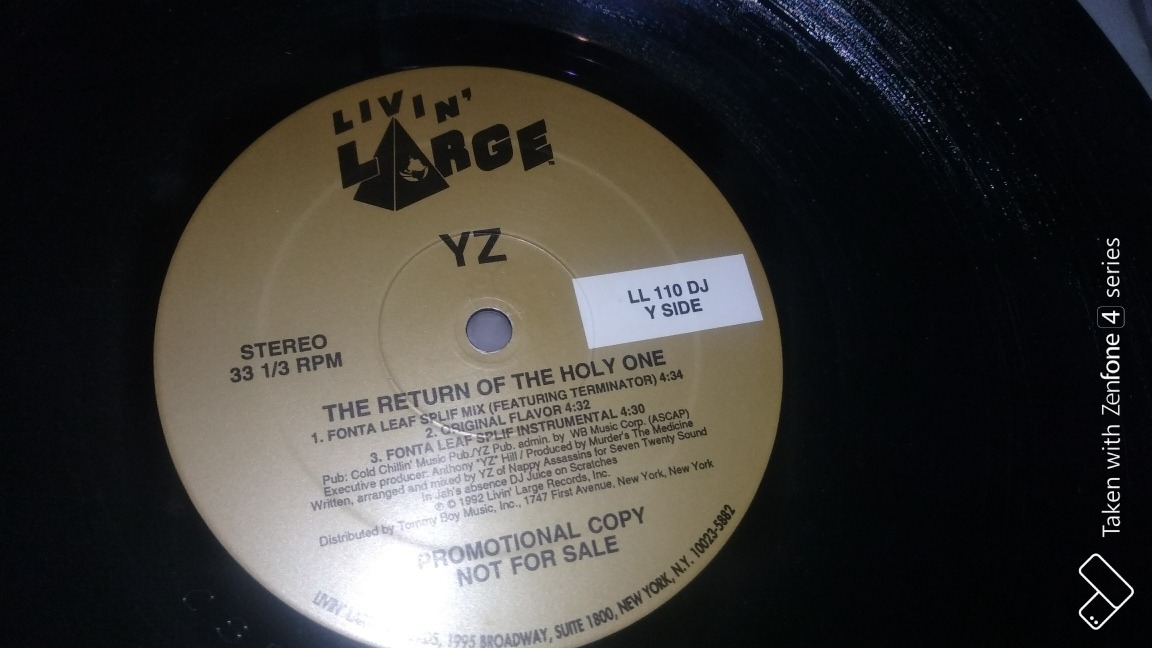 LIVIN'
LARGE
YZ
LL 110 DJ
Y SIDE
STEREO
33 1/3 RPM
THE RETURN OF THE HOLY ONE
1. FONTA LEAF SPLIF MIX (FEATURING TERMINATOR) 4:34
2. ORIGINAL FLAVOR 4:32
3. FONTA LEAF SPLIF INSTRUMENTAL 4:30
Pub: Cold Chillin' Music Pub./YZ Pub. admin. by WB Music Corp. (ASCAP)
Executive producer: Anthony "YZ" Hill / Produced by Murder's The Medicine
Written, arranged and mixed by YZ of Nappy Assassins for Seven Twenty Sound
In Jah's absence DJ Juice on Scratches
℗ © 1992 Livin' Large Records, Inc.
Distributed by Tommy Boy Music, Inc., 1747 First Avenue, New York, New York
PROMOTIONAL COPY
NOT FOR SALE
LIVIN' 1995 BROADWAY, SUITE 1800, NEW YORK, N.Y. 10023-5882
Taken with Zenfone 4 series